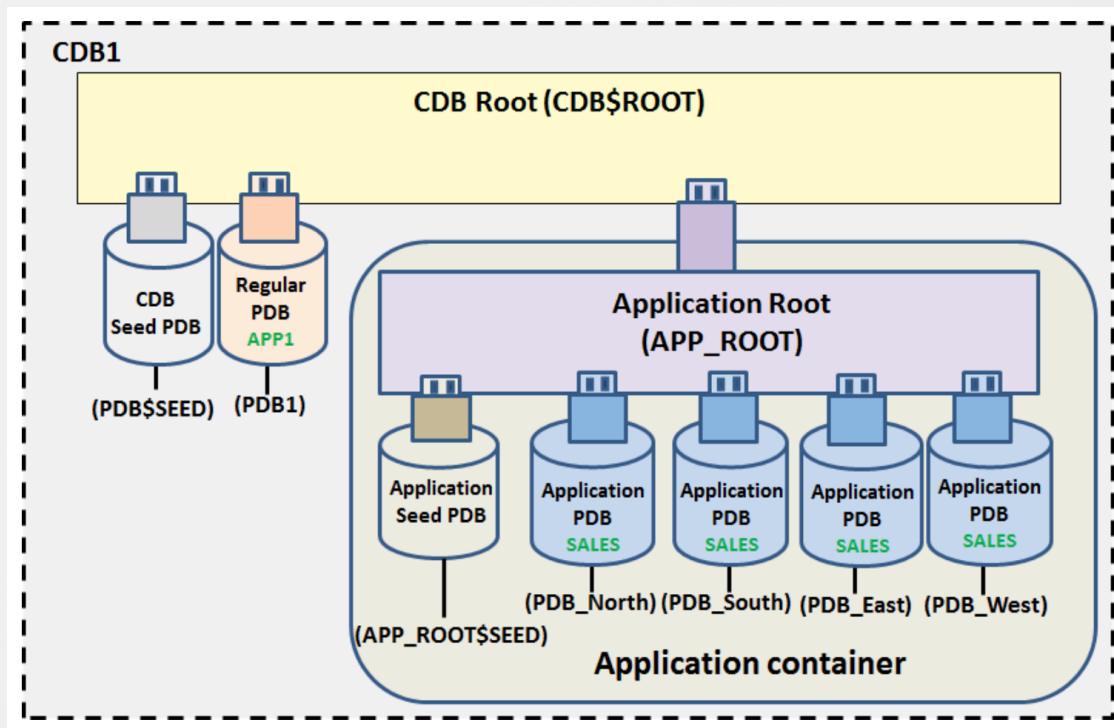 CDB1
CDB Root (CDB$ROOT)
CDB
Seed PDB
(PDB$SEED)
Regular
PDB
APP1
(PDB1)
Application Root
(APP_ROOT)
Application
Seed PDB
(APP_ROOT$SEED)
Application
PDB
SALES
(PDB_North)
Application
PDB
SALES
(PDB_South)
Application
PDB
SALES
(PDB_East)
Application
PDB
SALES
(PDB_West)
Application container